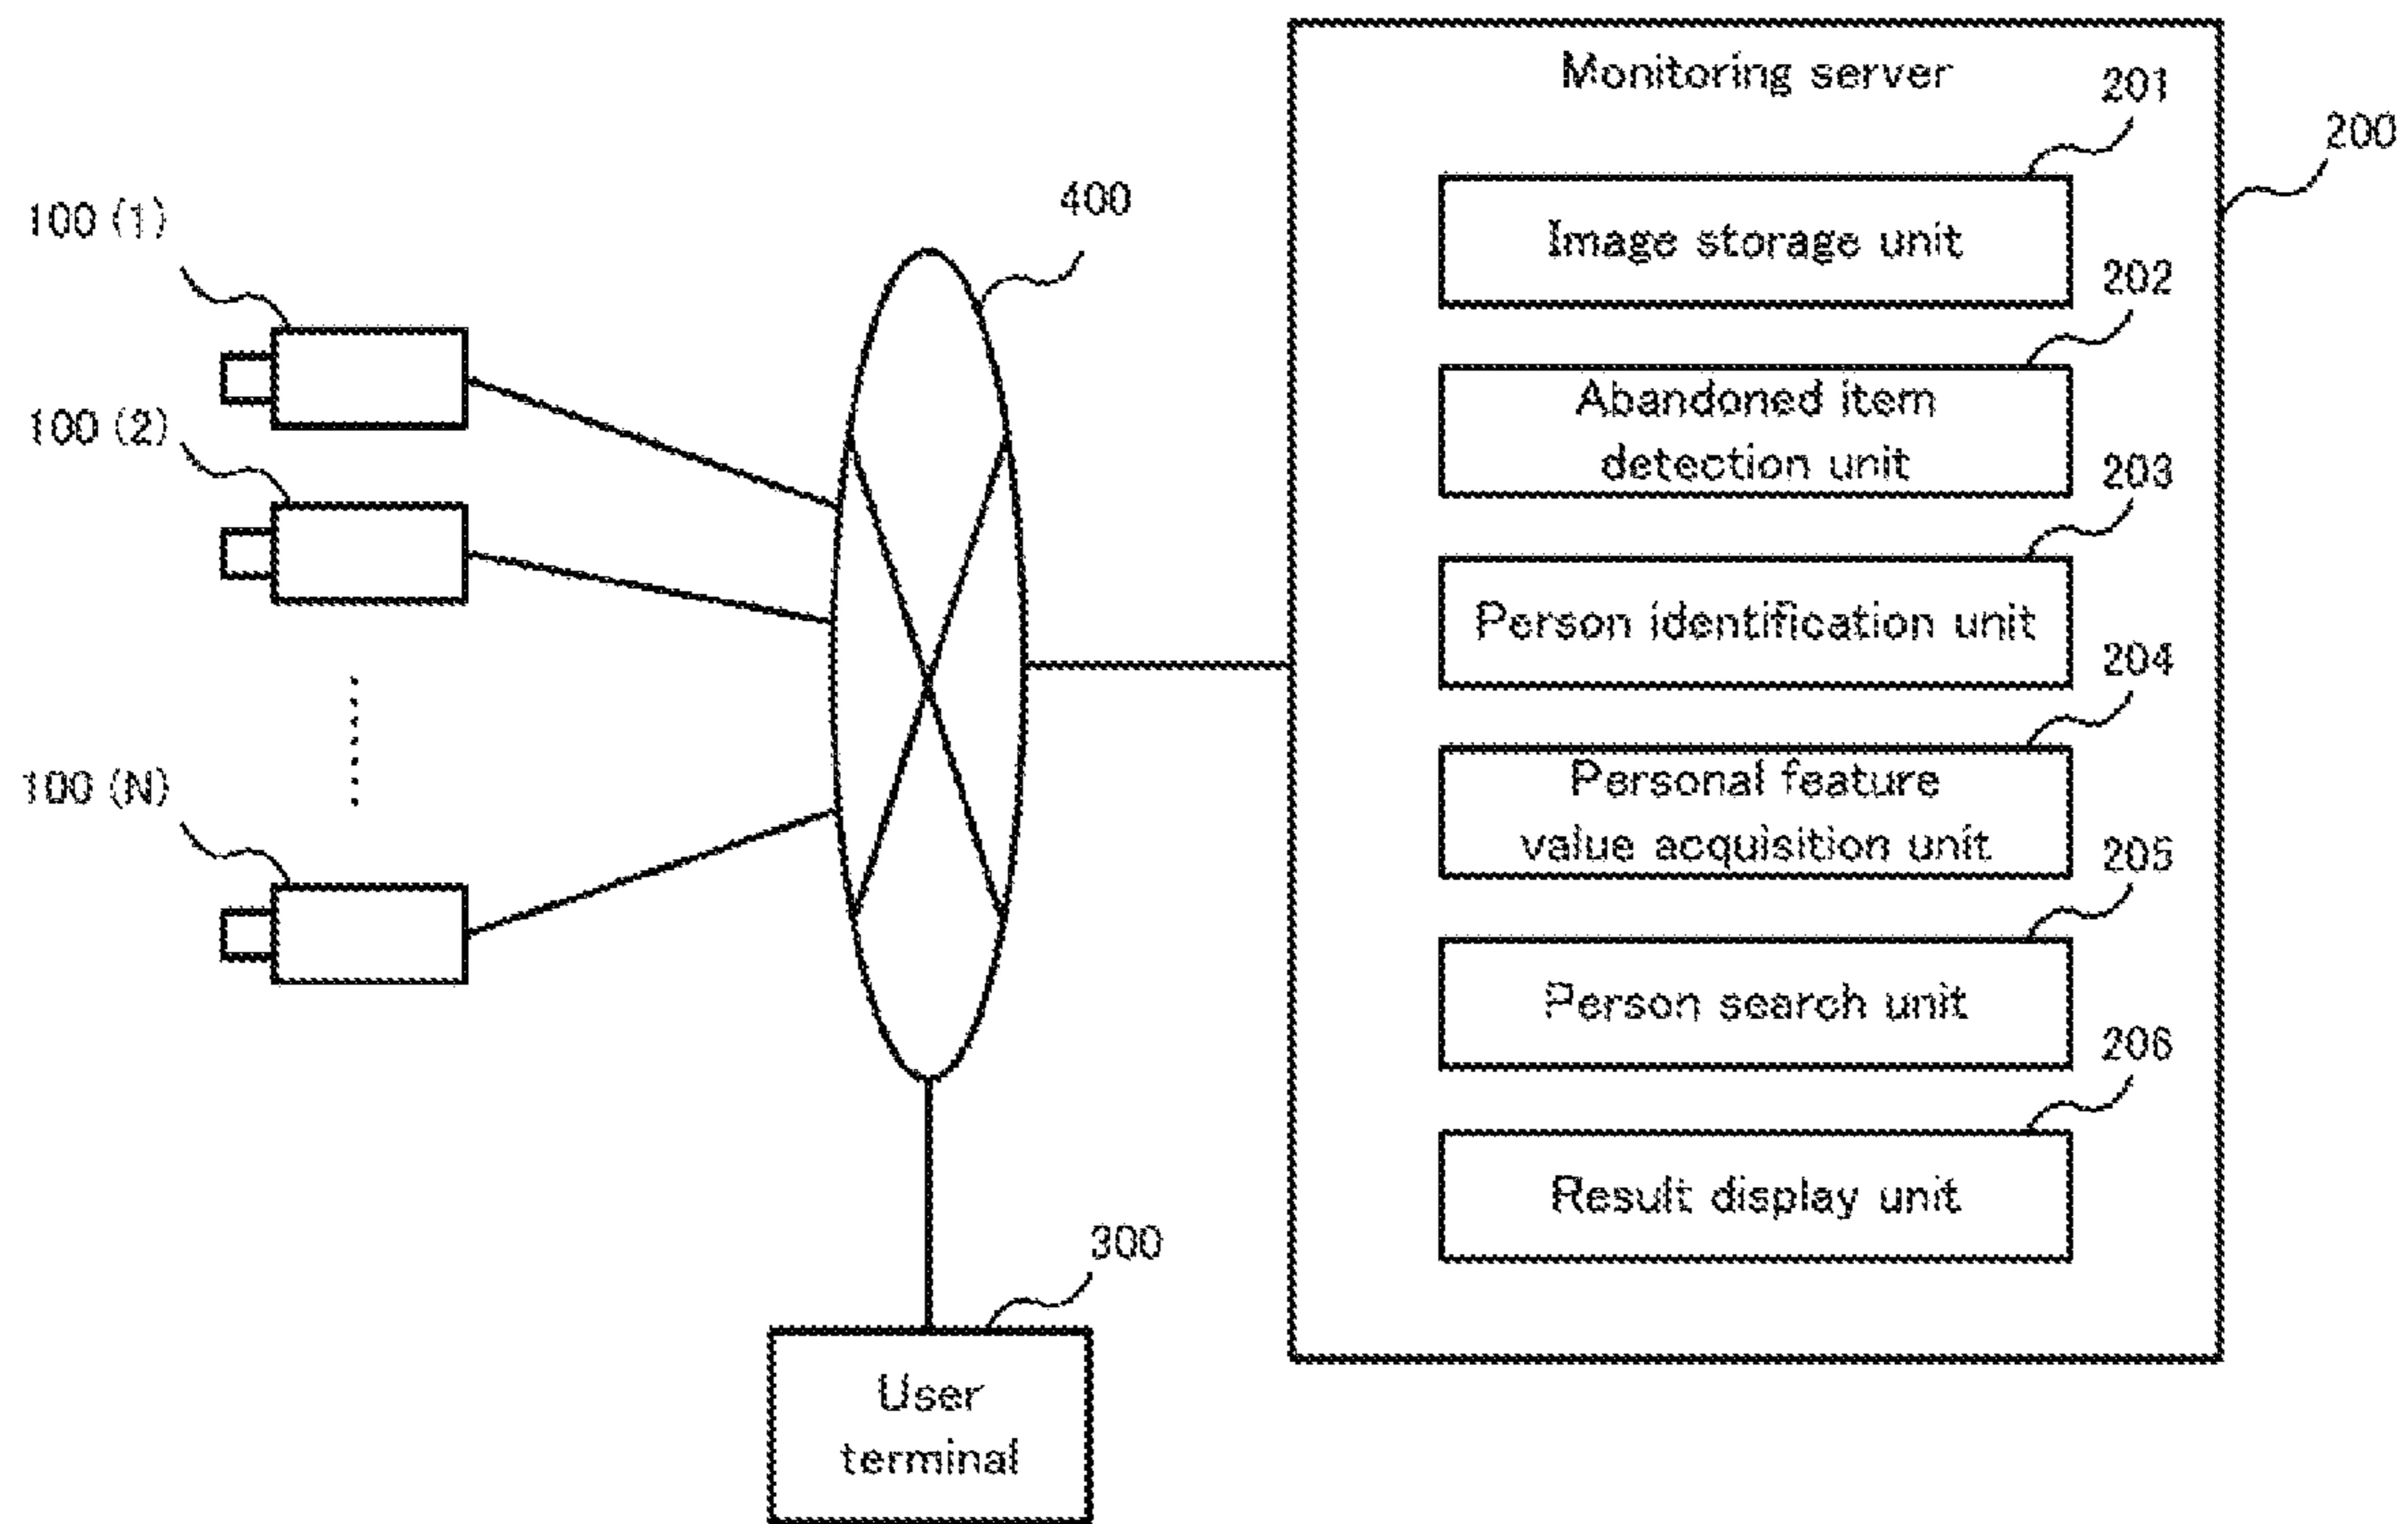 Monitoring server
201
200
Image storage unit
202
Abandoned item
detection unit
203
Person identification unit
204
Personal feature
value acquisition unit
205
Person search unit
206
Result display unit
100 (1)
100 (2)
100 (N)
400
300
User
terminal